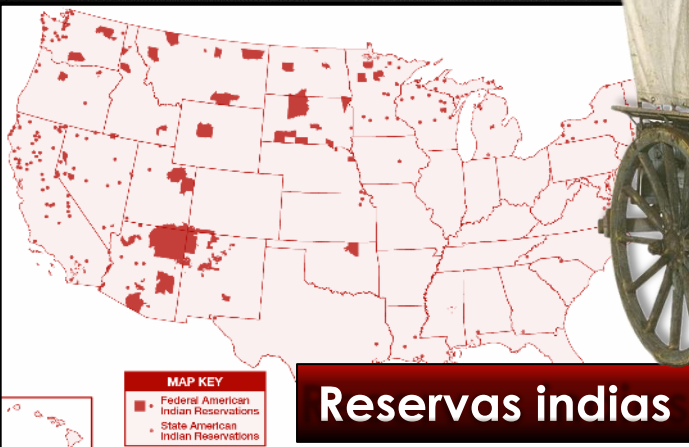 MAP KEY
Federal American
Indian Reservations
State American
Indian Reservations
Reservas indias